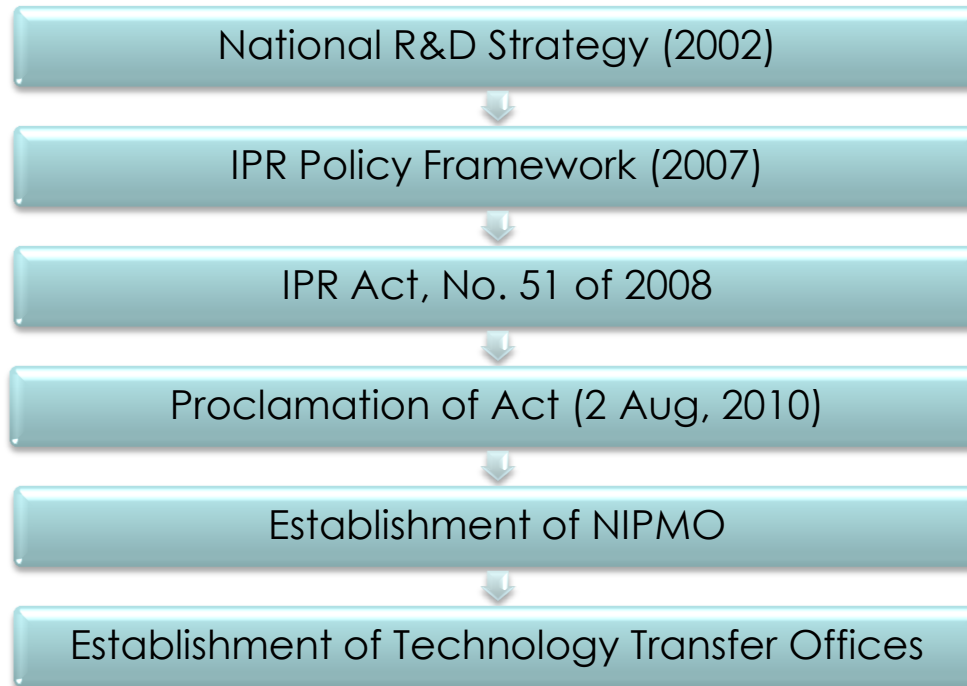 National R&D Strategy (2002)
IPR Policy Framework (2007)
IPR Act, No. 51 of 2008
Proclamation of Act (2 Aug, 2010)
Establishment of NIPMO
Establishment of Technology Transfer Offices